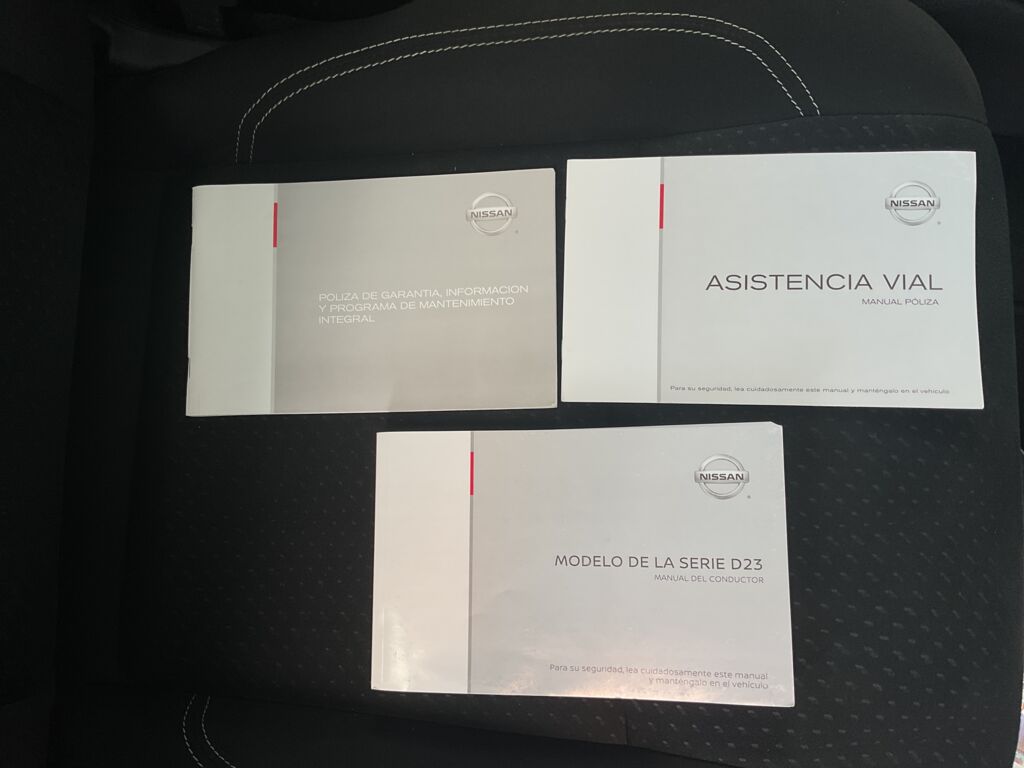 NISSAN
POLIZA DE GARANTIA, INFORMACION
Y PROGRAMA DE MANTENIMIENTO
INTEGRAL
NISSAN
ASISTENCIA VIAL
MANUAL PÓLIZA
Para su seguridad, lea cuidadosamente este manual y manténgalo en el vehículo
NISSAN
MODELO DE LA SERIE D23
MANUAL DEL CONDUCTOR
Para su seguridad, lea cuidadosamente este manual
y manténgalo en el vehículo